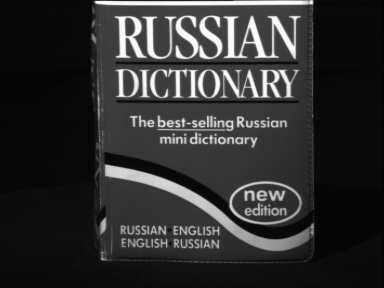 RUSSIAN
DICTIONARY
The best-selling Russian
mini dictionary
new
edition
RUSSIAN·ENGLISH
ENGLISH·RUSSIAN